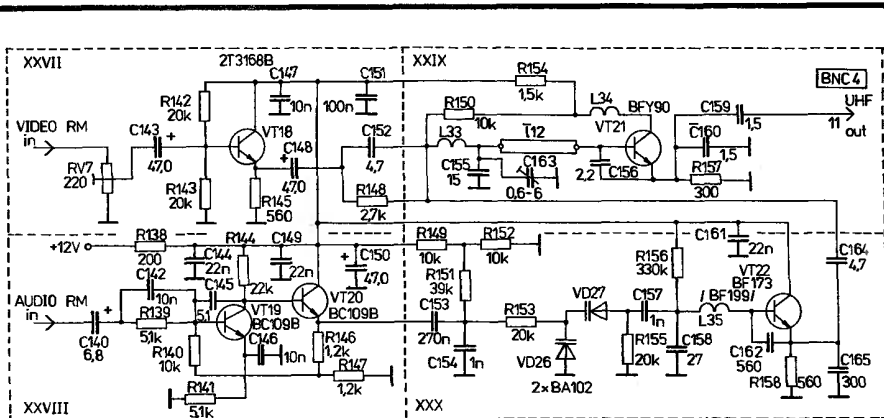 XXVII
2T3168B
C147
10n
C151
100n
XXIX
R154
1,5k
BNC4
R142
20k
R150
10k
L34
BFY90
C159
1,5
UHF
11
out
VIDEO RM
in
C143
+
47,0
VT18
C152
4,7
L33
T12
VT21
C160
1,5
RV7
220
+
C148
47,0
C155
15
C163
0,6-6
2,2
C156
R157
300
R143
20k
R145
560
R148
2,7k
+12V
R138
200
C144
22n
R144
22k
C149
22n
+
C150
47,0
R149
10k
R152
10k
R156
330k
C161
22n
C164
4,7
C142
10n
C145
5,1
VT20
BC109B
R151
39k
VT22
BF173
/BF199/
AUDIO RM
in
+
C140
6,8
R139
5,1k
VT19
BC109B
C153
270n
R153
20k
VD27
C157
1n
L35
R140
10k
C146
10n
R146
1,2k
C154
1n
VD26
R155
20k
C158
27
C162
560
R147
1,2k
2×BA102
R158
560
C165
300
R141
5,1k
XXVIII
XXX